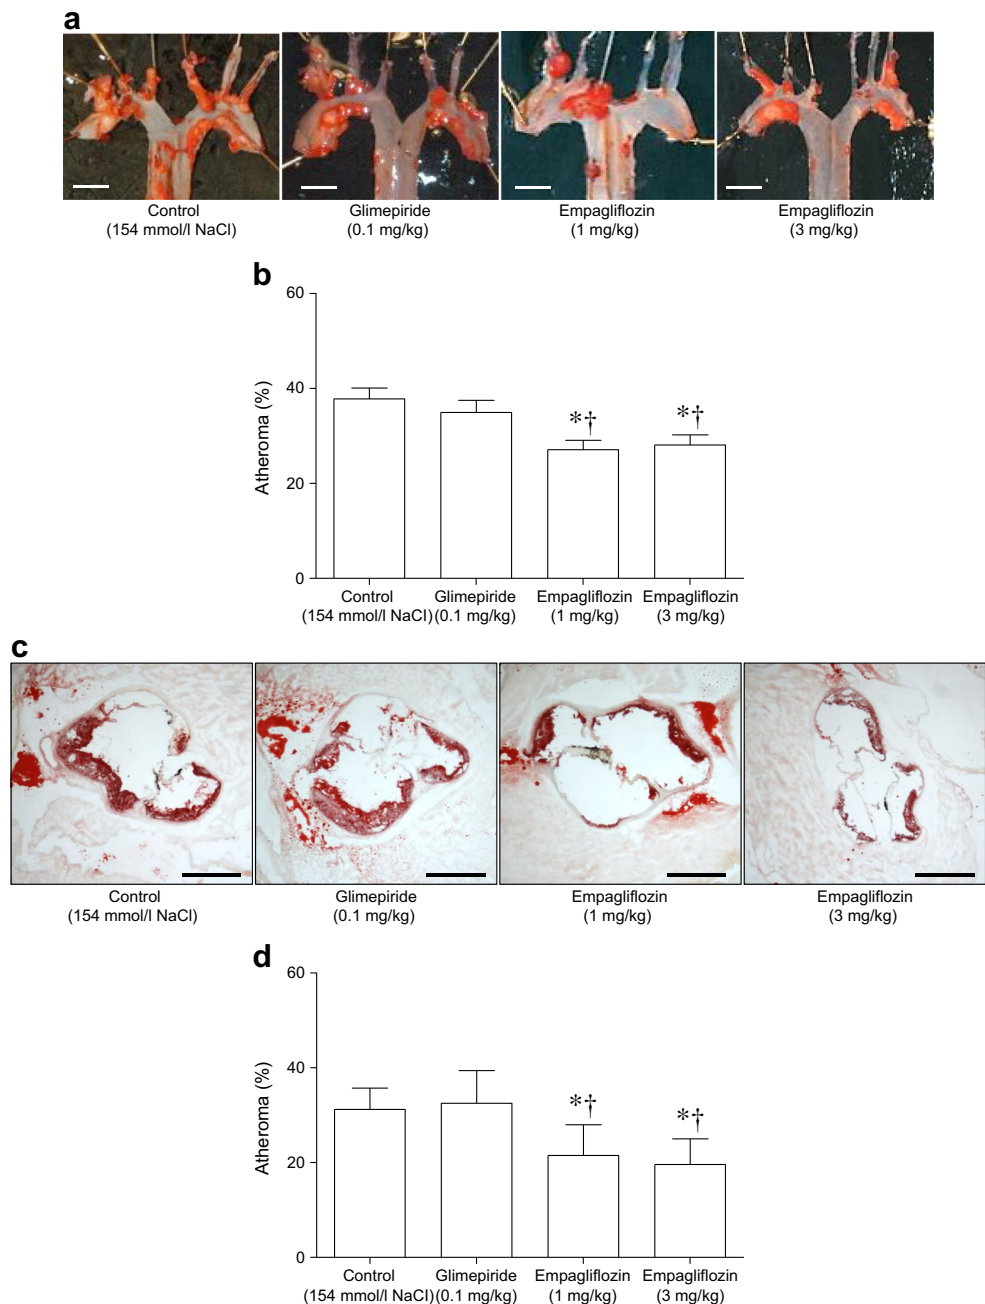 a
Control
(154 mmol/l NaCl)
Glimepiride
(0.1 mg/kg)
Empagliflozin
(1 mg/kg)
Empagliflozin
(3 mg/kg)
b
Atheroma (%)
60
40
20
0
*†
*†
Control
(154 mmol/l NaCl)
Glimepiride
(0.1 mg/kg)
Empagliflozin
(1 mg/kg)
Empagliflozin
(3 mg/kg)
c
Control
(154 mmol/l NaCl)
Glimepiride
(0.1 mg/kg)
Empagliflozin
(1 mg/kg)
Empagliflozin
(3 mg/kg)
d
Atheroma (%)
60
40
20
0
*†
*†
Control
(154 mmol/l NaCl)
Glimepiride
(0.1 mg/kg)
Empagliflozin
(1 mg/kg)
Empagliflozin
(3 mg/kg)